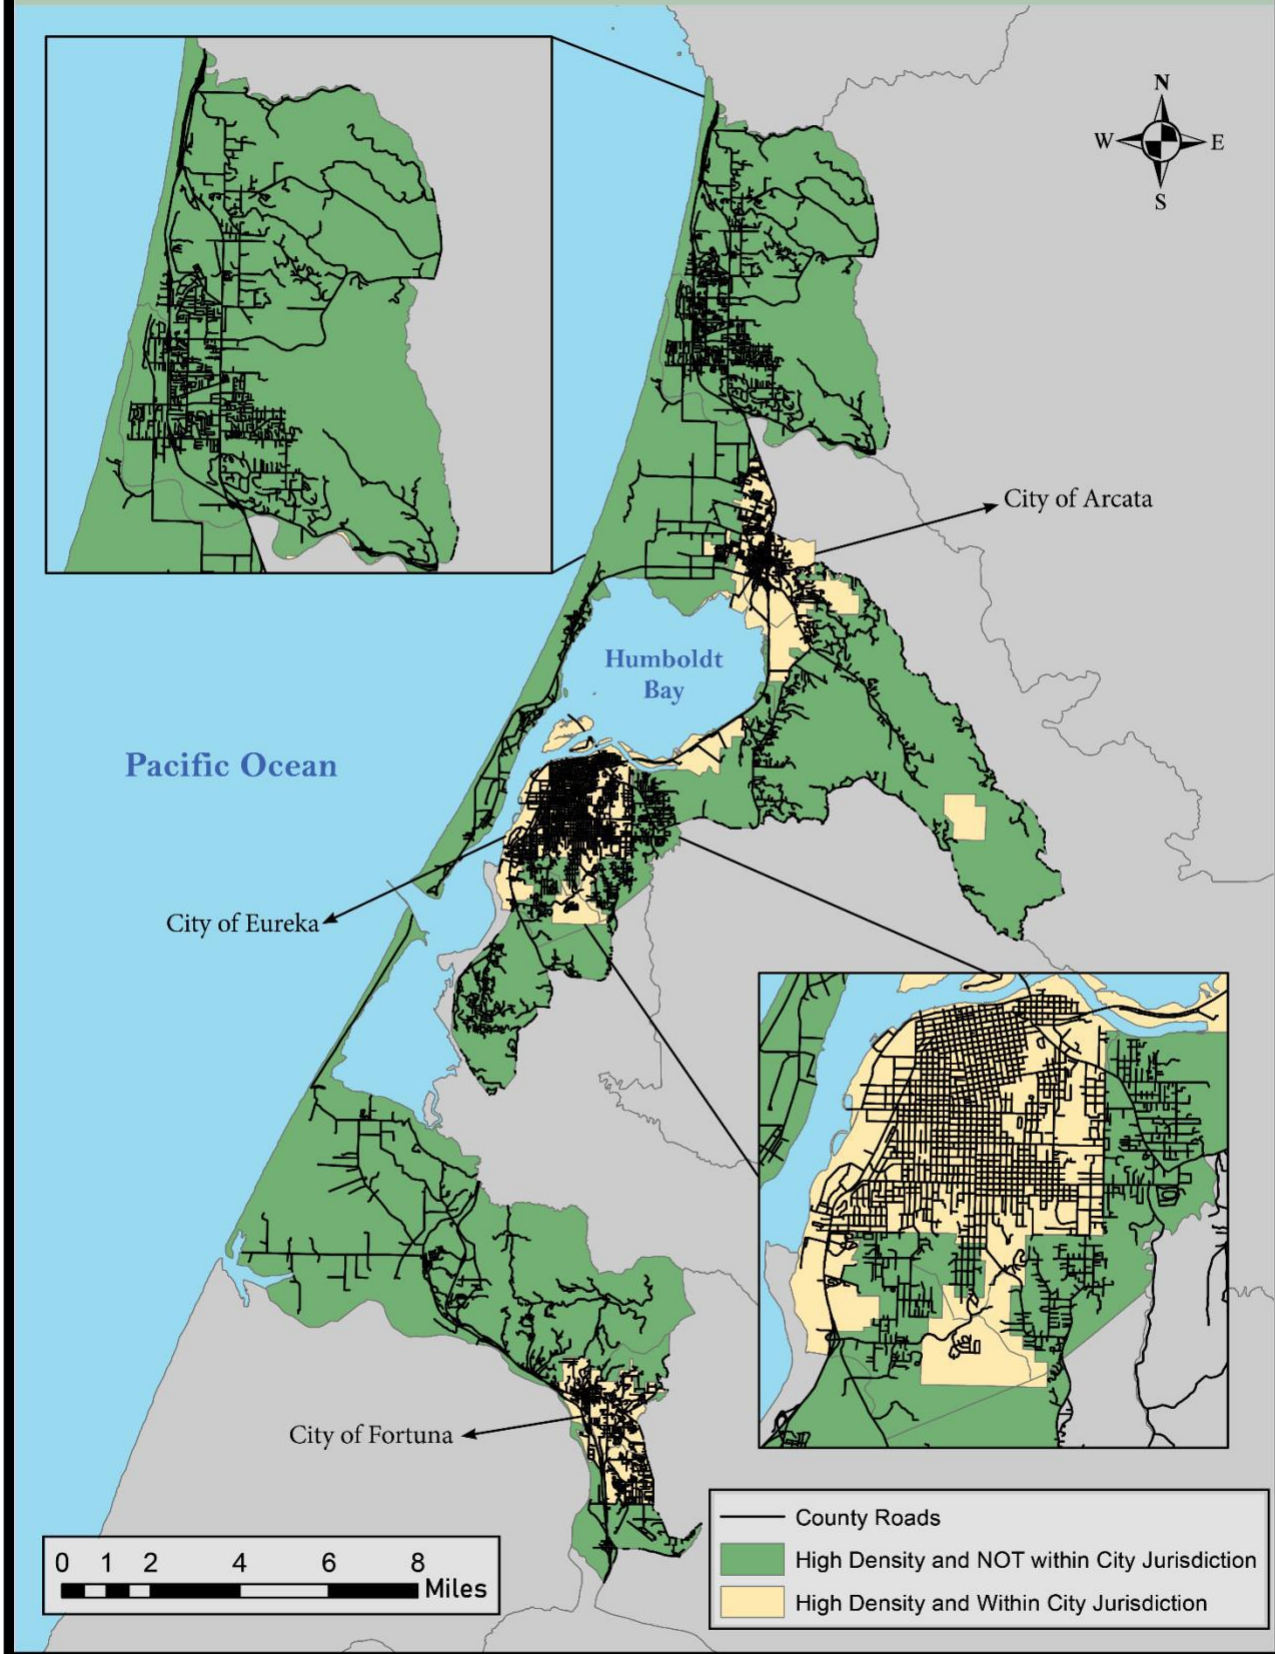 N
W E
S
City of Arcata
Humboldt
Bay
Pacific Ocean
City of Eureka
City of Fortuna
0 1 2 4 6 8
Miles
County Roads
High Density and NOT within City Jurisdiction
High Density and Within City Jurisdiction